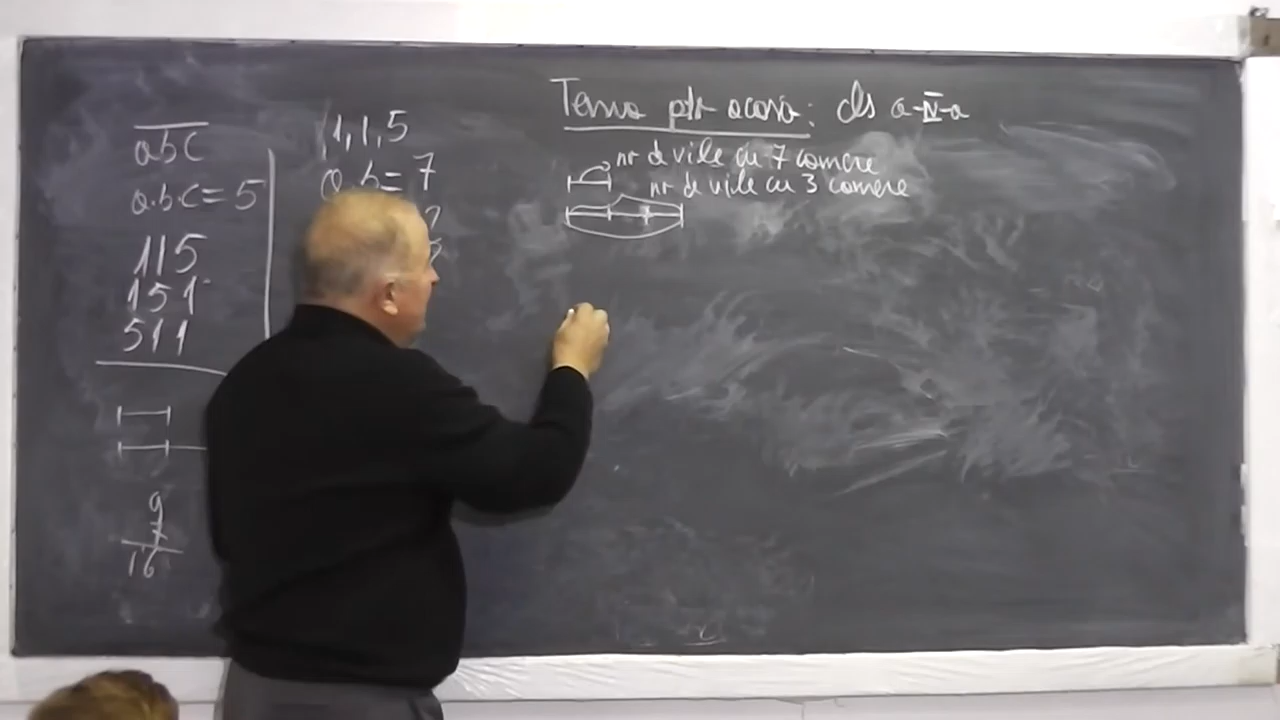 abc
a·b·c=5
115
151
511
9
7
16
1,1,5
a·b=7
Tema ptr acasă: cls a-IV-a
nr de vile cu 7 camere
nr de vile cu 3 camere